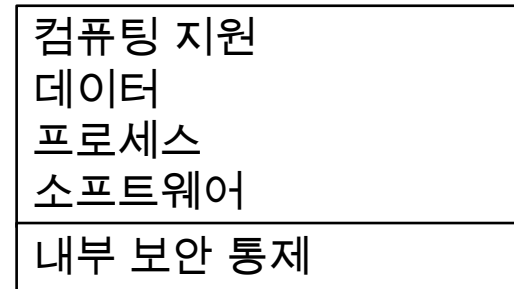 컴퓨팅 지원
데이터
프로세스
소프트웨어
내부 보안 통제